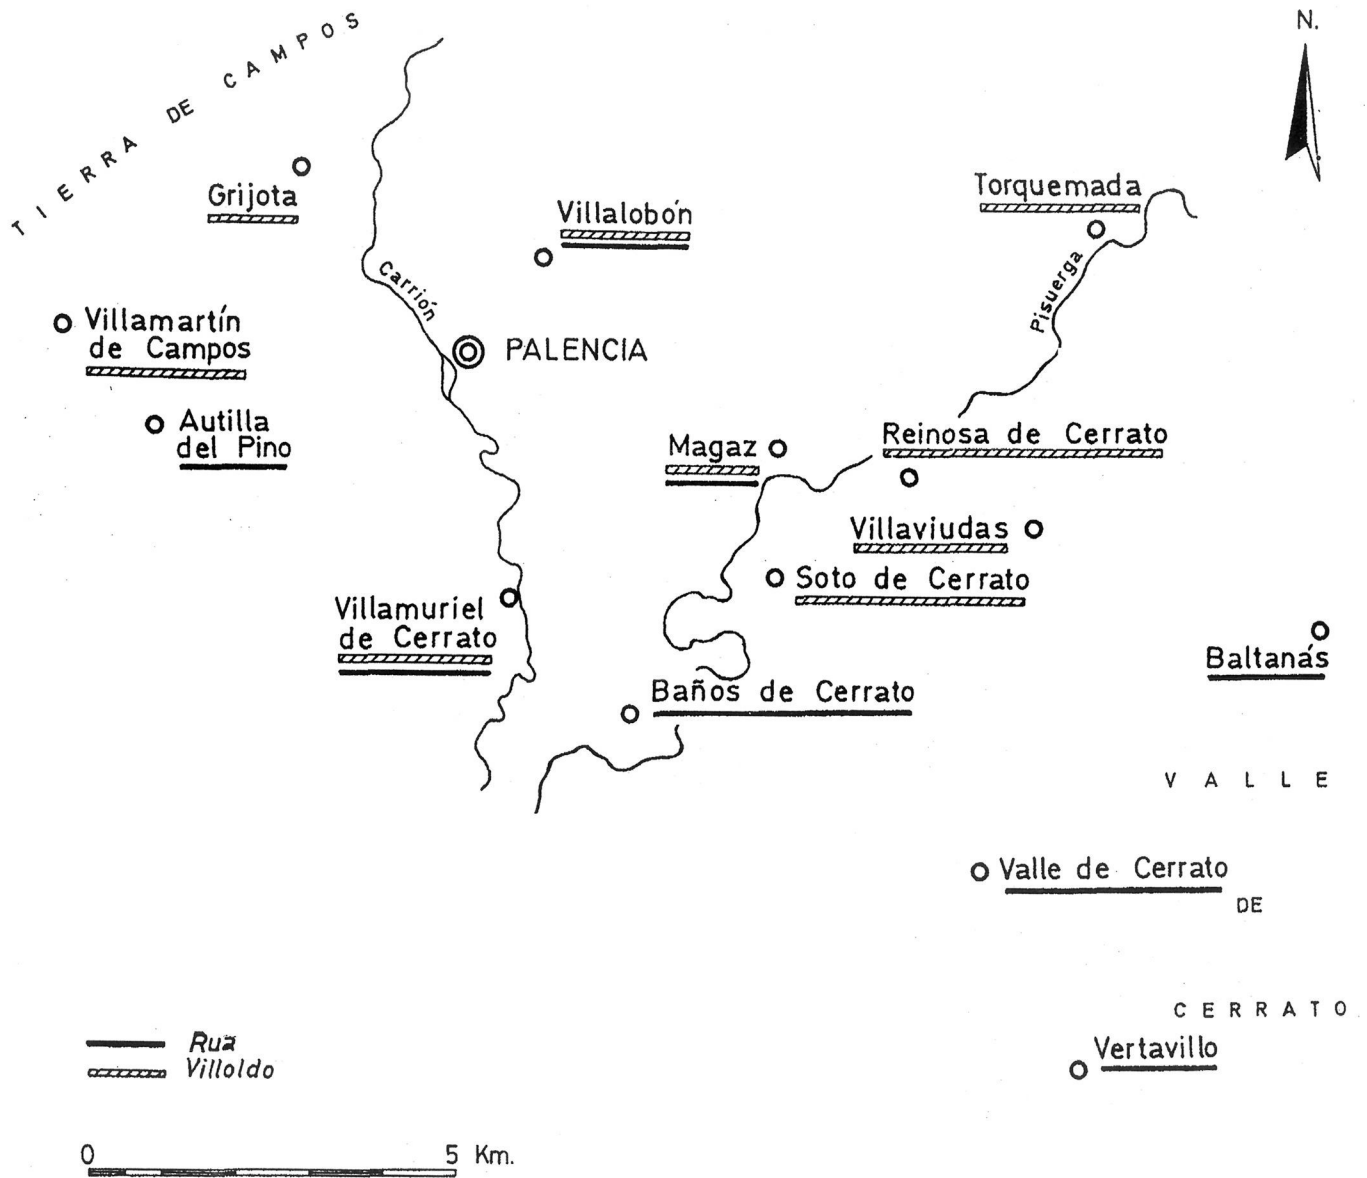 TIERRA DE CAMPOS
N.
Grijota
Villalobón
Torquemada
Carrión
Pisuerga
Villamartín
de Campos
PALENCIA
Autilla
del Pino
Magaz
Reinosa de Cerrato
Villaviudas
Soto de Cerrato
Villamuriel
de Cerrato
Baltanás
Baños de Cerrato
VALLE
Valle de Cerrato
DE
CERRATO
Vertavillo
Rua
Villoldo
0 5 Km.